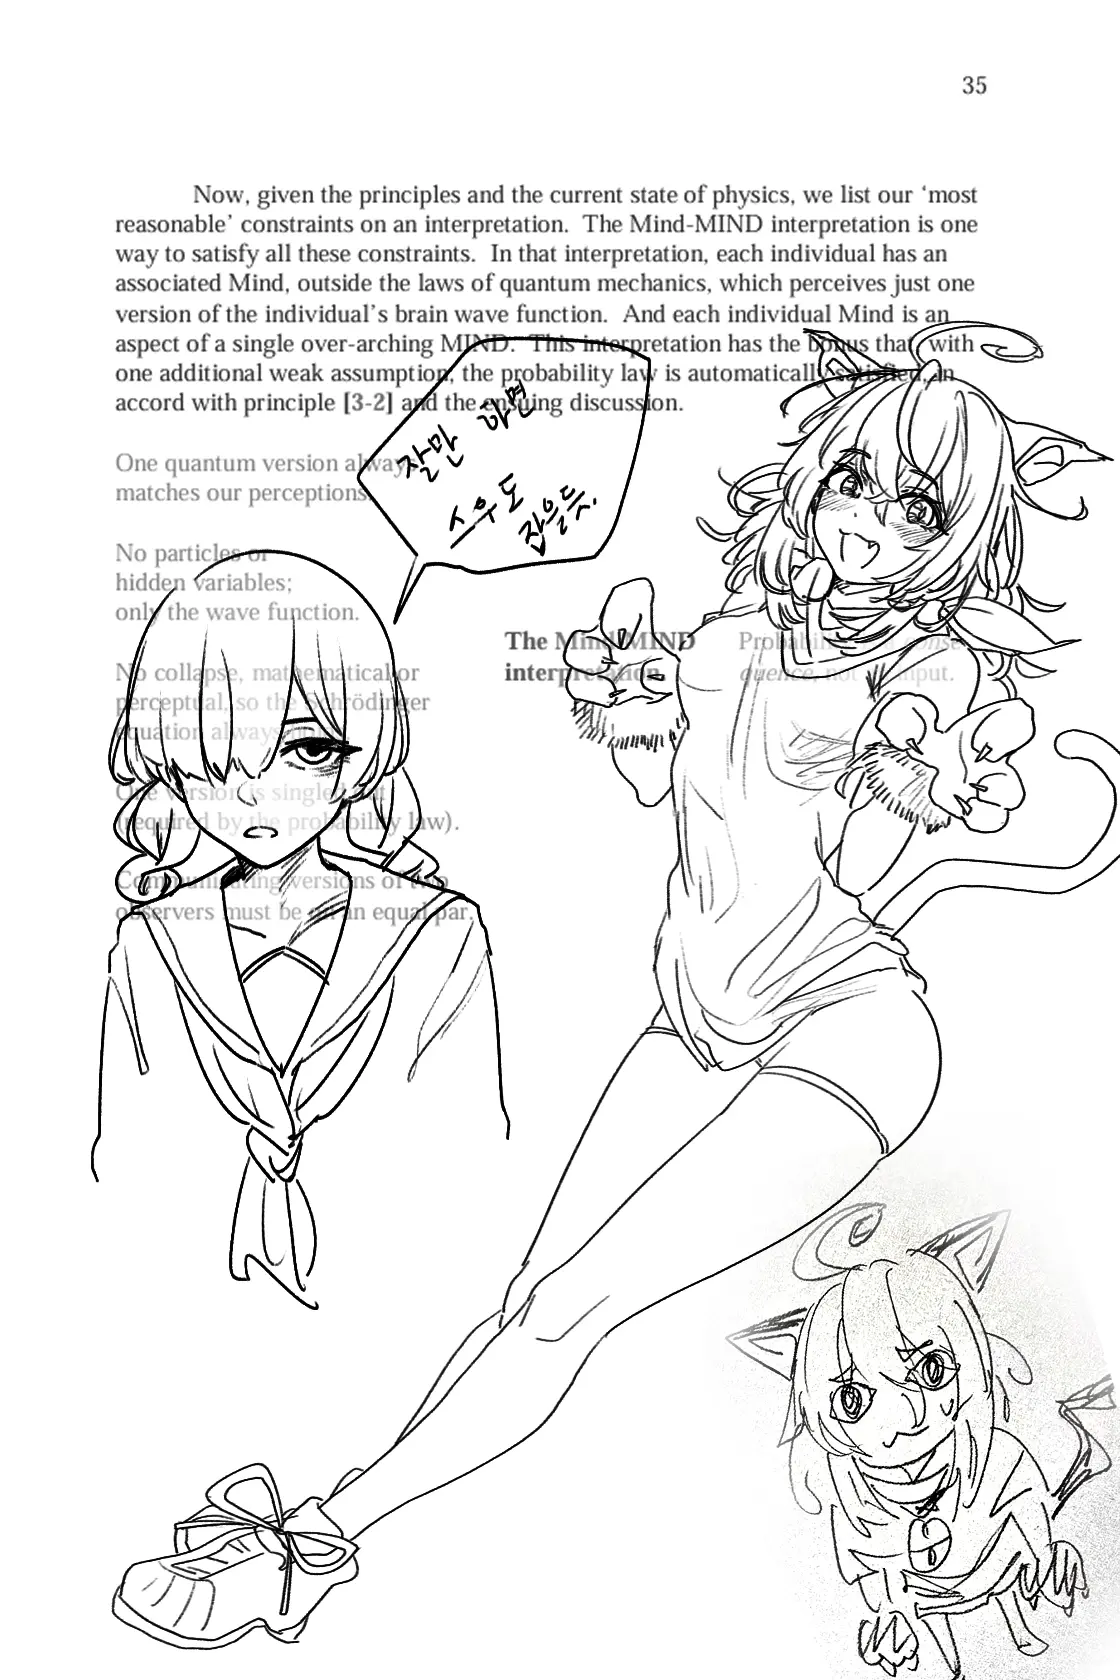 35
Now, given the principles and the current state of physics, we list our ‘most
reasonable’ constraints on an interpretation. The Mind-MIND interpretation is one
way to satisfy all these constraints. In that interpretation, each individual has an
associated Mind, outside the laws of quantum mechanics, which perceives just one
version of the individual’s brain wave function. And each individual Mind is an
aspect of a single over-arching MIND. This interpretation has the bonus that, with
one additional weak assumption, the probability law is automatically satisfied, in
accord with principle [3-2] and the ensuing discussion.
잘만 하면
스우도
잡을듯.
One quantum version always
matches our perceptions
No particles or
hidden variables;
only the wave function.
No collapse, mathematical or
perceptual, so the Schrödinger
equation always
One version is singled out
(required by the probability law).
Communicating versions of two
observers must be on an equal par.
The Mind-MIND
interpretation.
Probability
quence, not input.